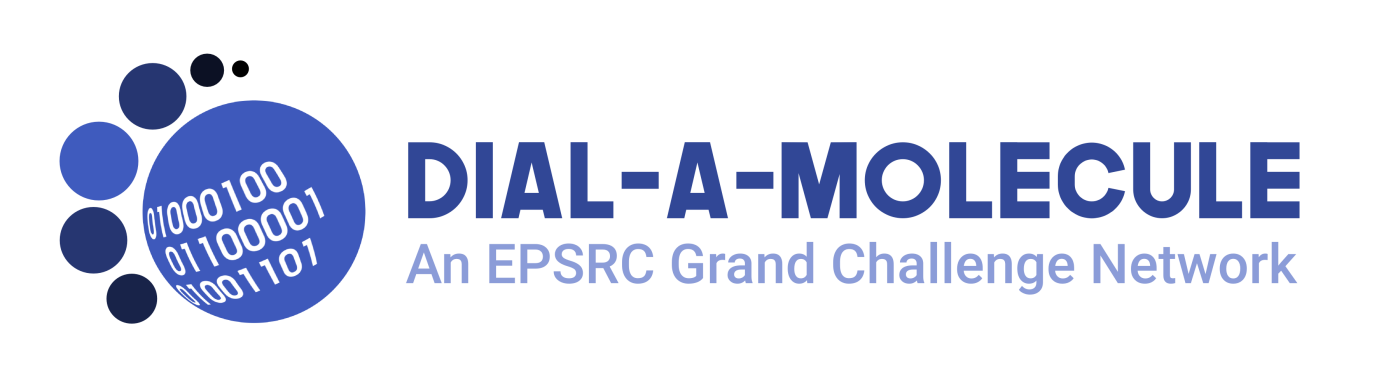 01000100
01100001
01001101
DIAL-A-MOLECULE
An EPSRC Grand Challenge Network